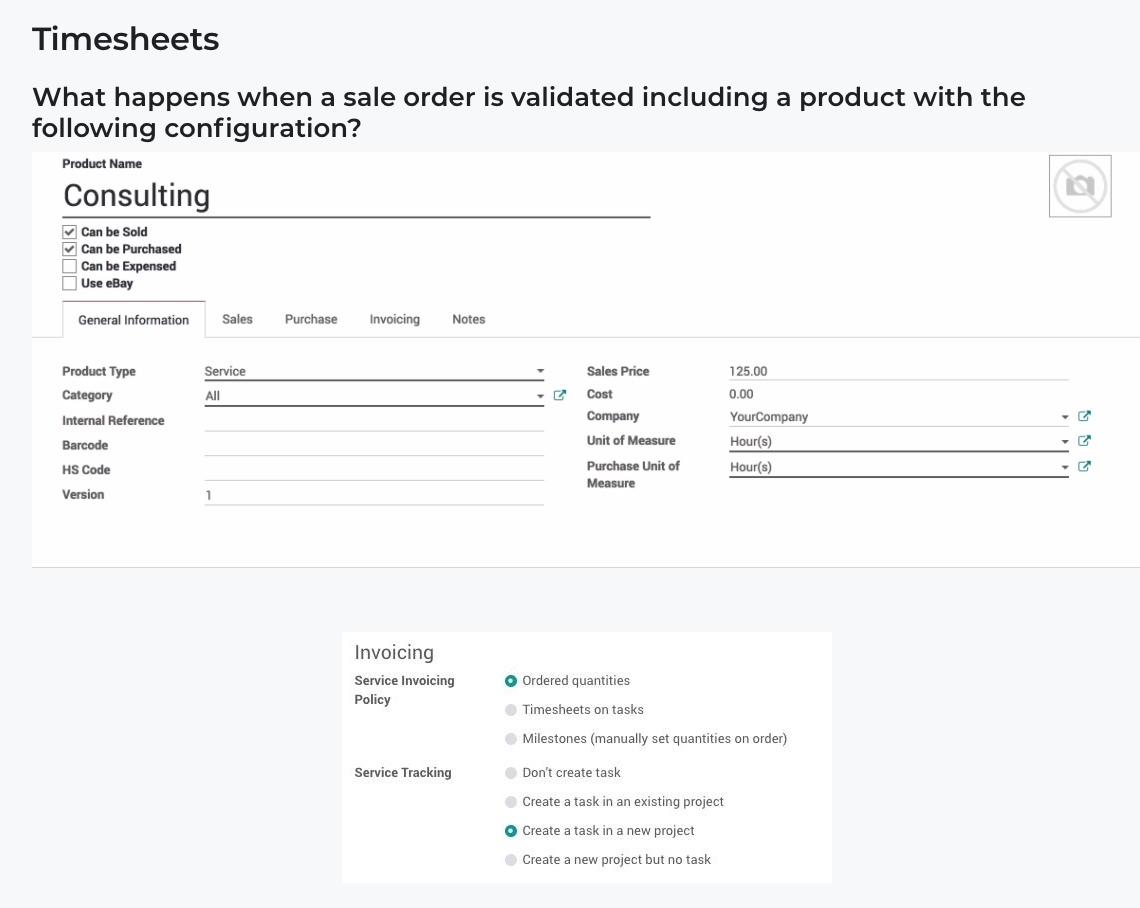 Timesheets
What happens when a sale order is validated including a product with the
following configuration?
Product Name
Consulting
Can be Sold
Can be Purchased
Can be Expensed
Use eBay
General Information
Sales
Purchase
Invoicing
Notes
Product Type
Service
Category
All
Internal Reference
Barcode
HS Code
Version
1
Sales Price
125.00
Cost
0.00
Company
YourCompany
Unit of Measure
Hour(s)
Purchase Unit of
Measure
Hour(s)
Invoicing
Service Invoicing
Policy
Ordered quantities
Timesheets on tasks
Milestones (manually set quantities on order)
Service Tracking
Don't create task
Create a task in an existing project
Create a task in a new project
Create a new project but no task